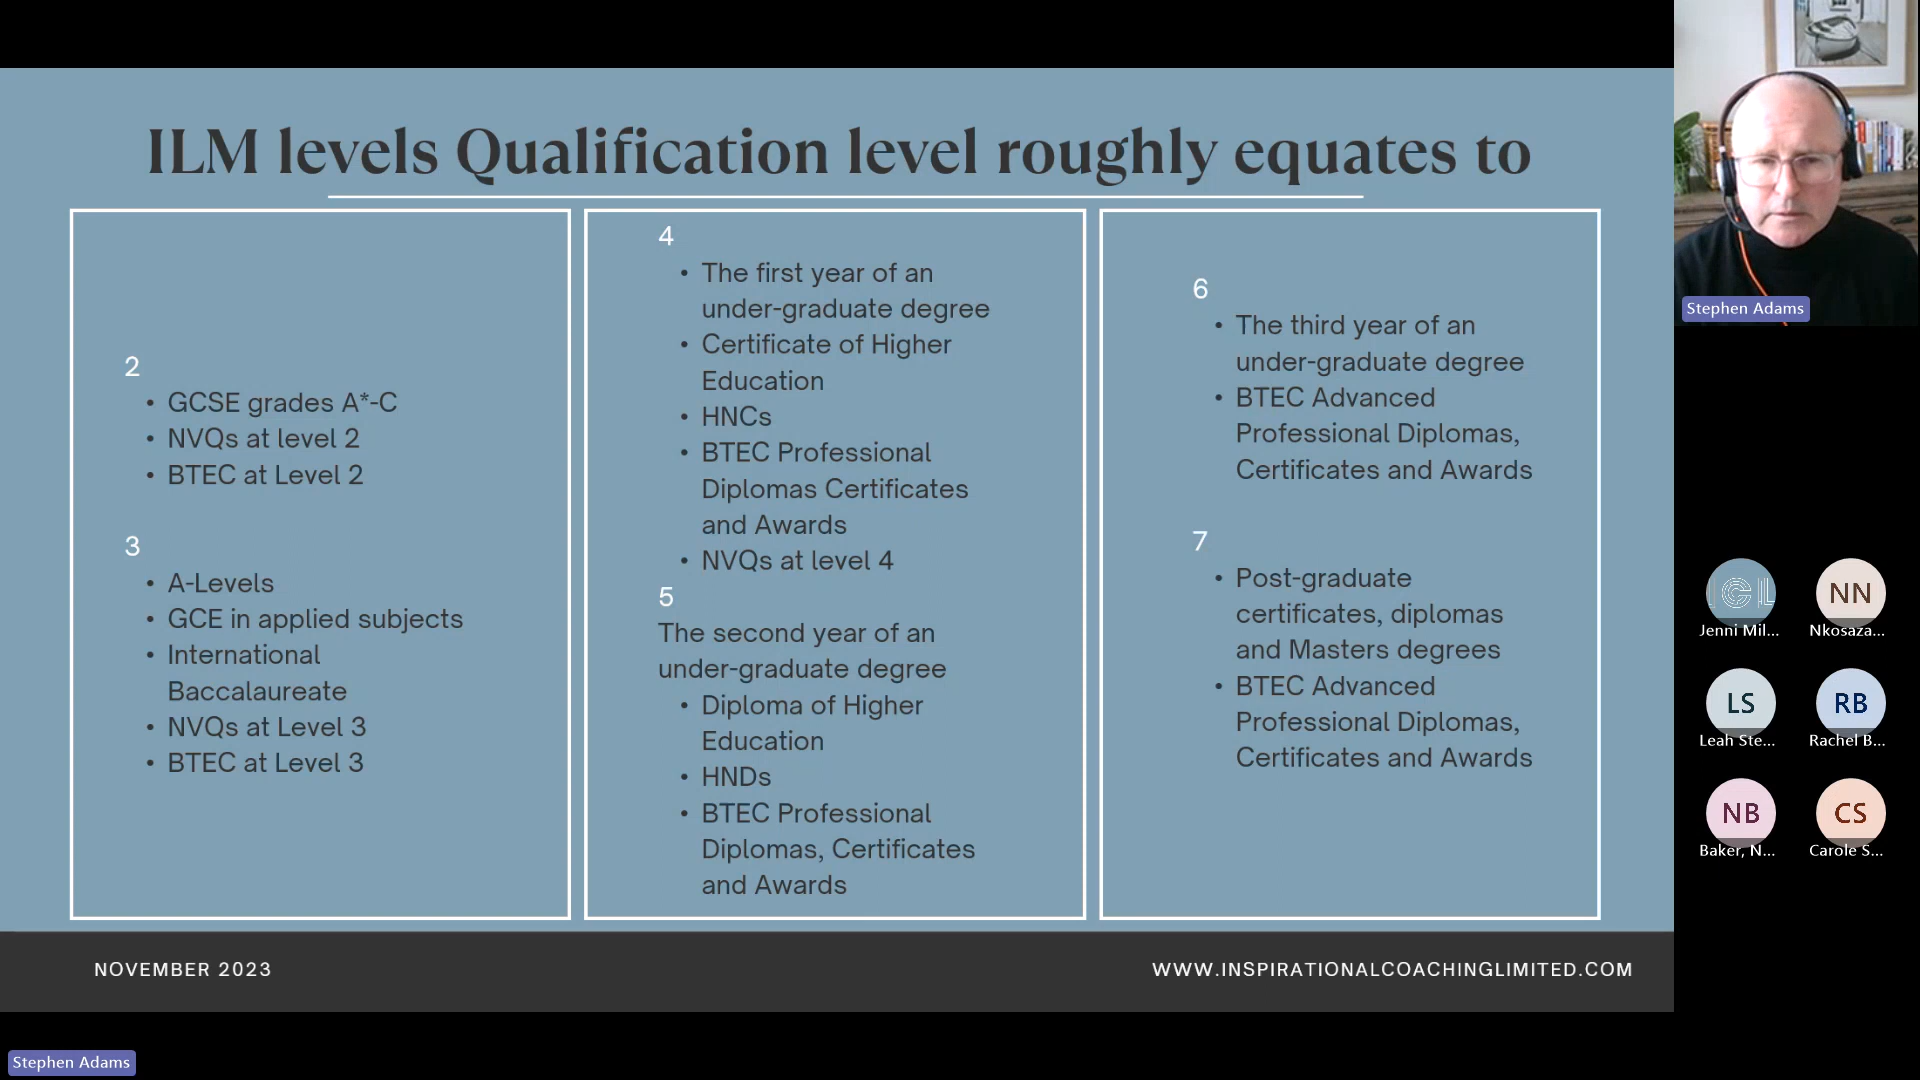 ILM levels Qualification level roughly equates to
2
• GCSE grades A*-C
• NVQs at level 2
• BTEC at Level 2
3
• A-Levels
• GCE in applied subjects
• International
Baccalaureate
• NVQs at Level 3
• BTEC at Level 3
4
• The first year of an
under-graduate degree
• Certificate of Higher
Education
• HNCs
• BTEC Professional
Diplomas Certificates
and Awards
• NVQs at level 4
5
The second year of an
under-graduate degree
• Diploma of Higher
Education
• HNDs
• BTEC Professional
Diplomas, Certificates
and Awards
6
• The third year of an
under-graduate degree
• BTEC Advanced
Professional Diplomas,
Certificates and Awards
7
• Post-graduate
certificates, diplomas
and Masters degrees
• BTEC Advanced
Professional Diplomas,
Certificates and Awards
NOVEMBER 2023
WWW.INSPIRATIONALCOACHINGLIMITED.COM
Stephen Adams
Stephen Adams
ICL
Jenni Mil...
NN
Nkosaza...
LS
Leah Ste...
RB
Rachel B...
NB
Baker, N...
CS
Carole S...